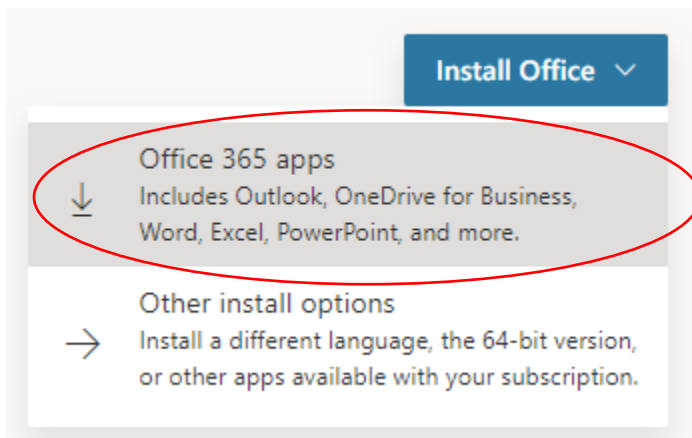 Install Office
Office 365 apps
Includes Outlook, OneDrive for Business,
Word, Excel, PowerPoint, and more.
Other install options
Install a different language, the 64-bit version,
or other apps available with your subscription.